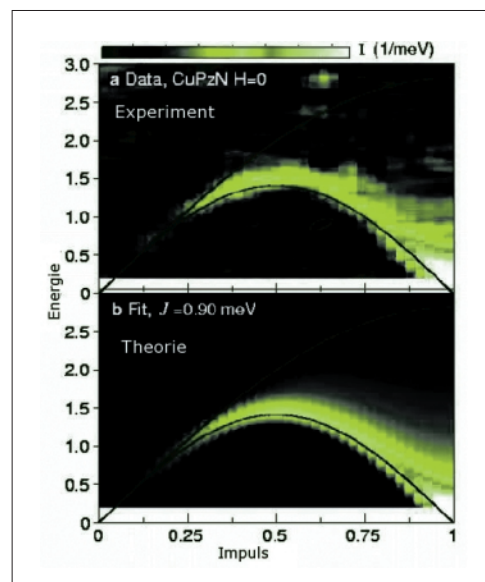 I (1/meV)
a Data, CuPzN H=0
Experiment
3.0
2.5
2.0
1.5
1.0
0.5
0
b Fit, J=0.90 meV
Theorie
2.5
2.0
1.5
1.0
0.5
0
Energie
0 0.25 0.5 0.75 1
Impuls